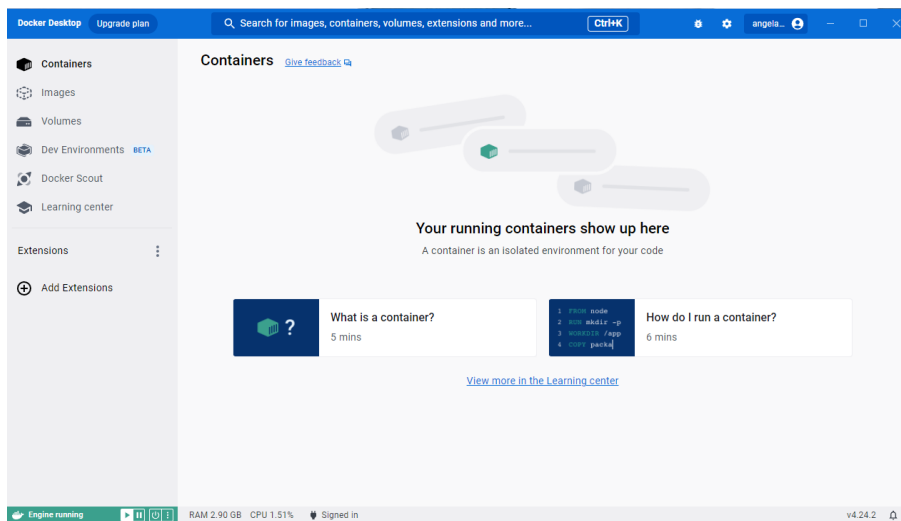 Docker Desktop Upgrade plan Search for images, containers, volumes, extensions and more... Ctrl+K angela...
Containers
Images
Volumes
Dev Environments BETA
Docker Scout
Learning center
Extensions
Add Extensions
Containers Give feedback
Your running containers show up here
A container is an isolated environment for your code
?
What is a container?
5 mins
1 FROM node
2 RUN mkdir -p
3 WORKDIR /app
4 COPY packa
How do I run a container?
6 mins
View more in the Learning center
Engine running RAM 2.90 GB CPU 1.51% Signed in v4.24.2